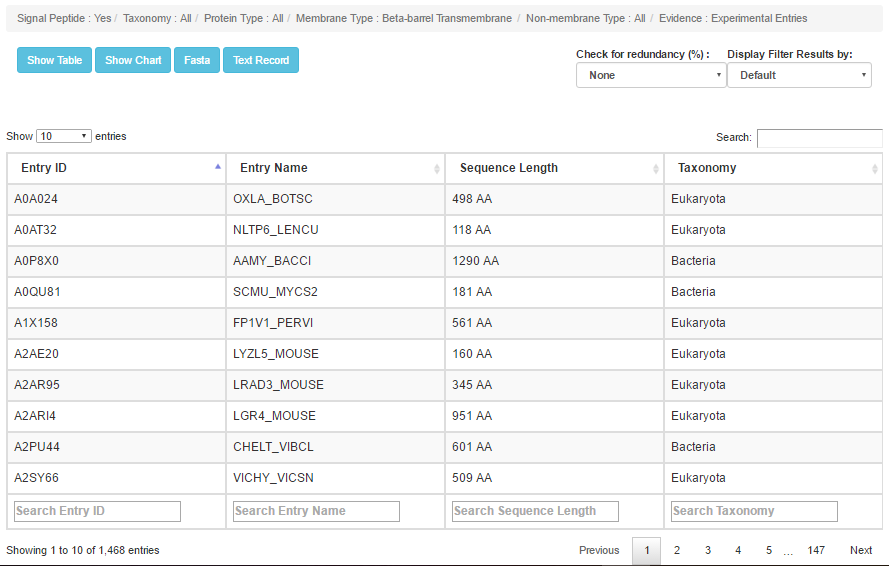 Signal Peptide : Yes / Taxonomy : All / Protein Type : All / Membrane Type : Beta-barrel Transmembrane / Non-membrane Type : All / Evidence : Experimental Entries
Show Table Show Chart Fasta Text Record
Check for redundancy (%) : Display Filter Results by:
None Default
Show 10 entries Search:
Entry ID Entry Name Sequence Length Taxonomy
A0A024 OXLA_BOTSC 498 AA Eukaryota
A0AT32 NLTP6_LENCU 118 AA Eukaryota
A0P8X0 AAMY_BACCI 1290 AA Bacteria
A0QU81 SCMU_MYCS2 181 AA Bacteria
A1X158 FP1V1_PERVI 561 AA Eukaryota
A2AE20 LYZL5_MOUSE 160 AA Eukaryota
A2AR95 LRAD3_MOUSE 345 AA Eukaryota
A2ARI4 LGR4_MOUSE 951 AA Eukaryota
A2PU44 CHELT_VIBCL 601 AA Bacteria
A2SY66 VICHY_VICSN 509 AA Eukaryota
Search Entry ID Search Entry Name Search Sequence Length Search Taxonomy
Showing 1 to 10 of 1,468 entries Previous 1 2 3 4 5 ... 147 Next